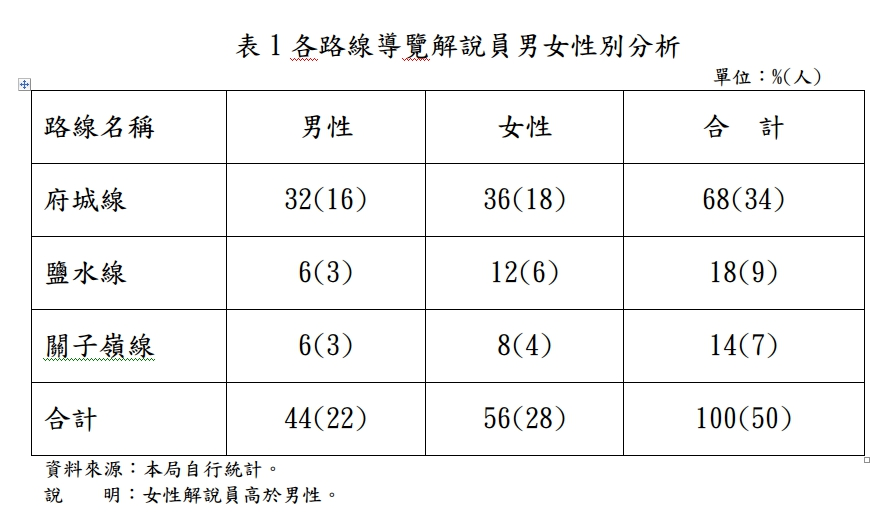 表 1 各路線導覽解說員男女性別分析
單位：%(人)
路線名稱 男性 女性 合 計
府城線 32(16) 36(18) 68(34)
鹽水線 6(3) 12(6) 18(9)
關子嶺線 6(3) 8(4) 14(7)
合計 44(22) 56(28) 100(50)
資料來源：本局自行統計。
說 明：女性解說員高於男性。